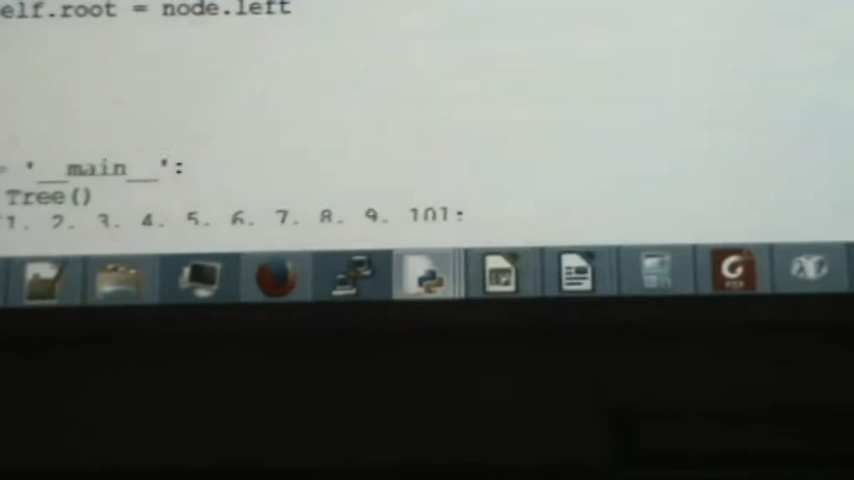 elf.root = node.left
= '__main__':
Tree()
[1, 2, 3, 4, 5, 6, 7, 8, 9, 10]: